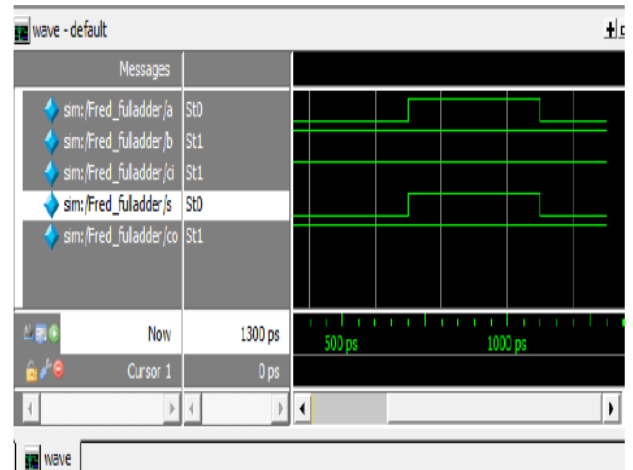 wave - default
Messages
sim:/Fred_fulladder/a St0
sim:/Fred_fulladder/b St1
sim:/Fred_fulladder/ci St1
sim:/Fred_fulladder/s St0
sim:/Fred_fulladder/co St1
Now 1300 ps 500 ps 1000 ps
Cursor 1 0 ps
wave